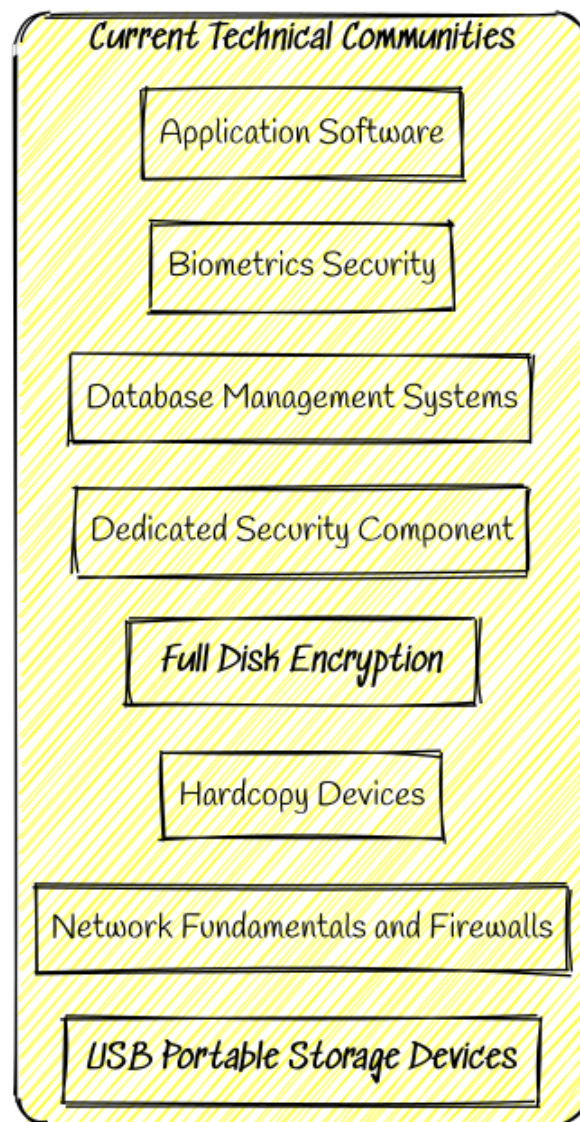 Current Technical Communities
Application Software
Biometrics Security
Database Management Systems
Dedicated Security Component
Full Disk Encryption
Hardcopy Devices
Network Fundamentals and Firewalls
USB Portable Storage Devices